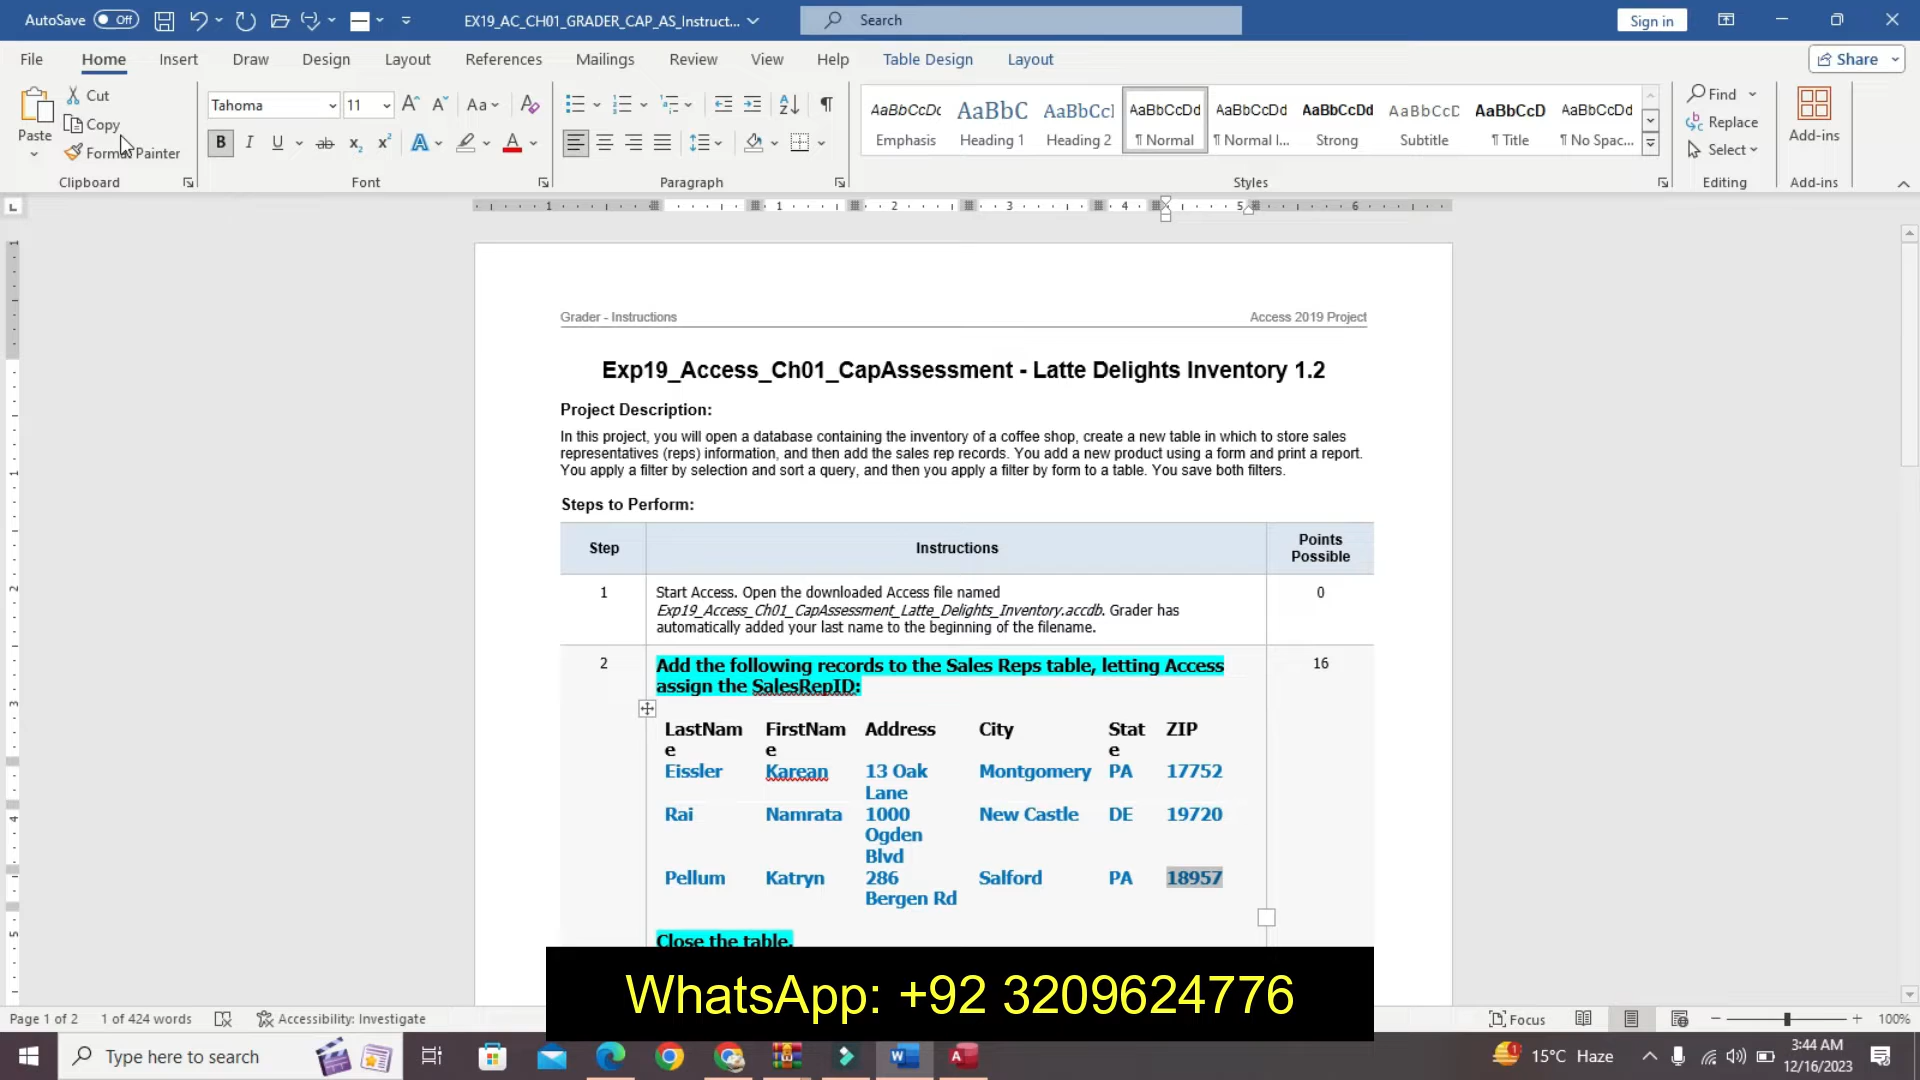 AutoSave Off EX19_AC_CH01_GRADER_CAP_AS_Instruct... Search Sign in
File Home Insert Draw Design Layout References Mailings Review View Help Table Design Layout Share
Cut
Copy
Format Painter
Paste
Clipboard
Tahoma 11
Font
Paragraph
AaBbCcDc AaBbC AaBbCcI AaBbCcDd AaBbCcDd AaBbCcDd AaBbCcD AaBbCcD AaBbCcDd
Emphasis Heading 1 Heading 2 ¶ Normal ¶ Normal I... Strong Subtitle ¶ Title ¶ No Spac...
Styles
Find
Replace
Select
Editing
Add-ins
Add-ins
Grader - Instructions Access 2019 Project
Exp19_Access_Ch01_CapAssessment - Latte Delights Inventory 1.2
Project Description:
In this project, you will open a database containing the inventory of a coffee shop, create a new table in which to store sales
representatives (reps) information, and then add the sales rep records. You add a new product using a form and print a report.
You apply a filter by selection and sort a query, and then you apply a filter by form to a table. You save both filters.
Steps to Perform:
Step Instructions Points Possible
1 Start Access. Open the downloaded Access file named 0
Exp19_Access_Ch01_CapAssessment_Latte_Delights_Inventory.accdb. Grader has
automatically added your last name to the beginning of the filename.
2 Add the following records to the Sales Reps table, letting Access 16
assign the SalesRepID:
LastName FirstName Address City State ZIP
Eissler Karean 13 Oak Lane Montgomery PA 17752
Rai Namrata 1000 Ogden Blvd New Castle DE 19720
Pellum Katryn 286 Bergen Rd Salford PA 18957
Close the table.
WhatsApp: +92 3209624776
Page 1 of 2 1 of 424 words Accessibility: Investigate Focus 100%
Type here to search 15°C Haze 3:44 AM
12/16/2023